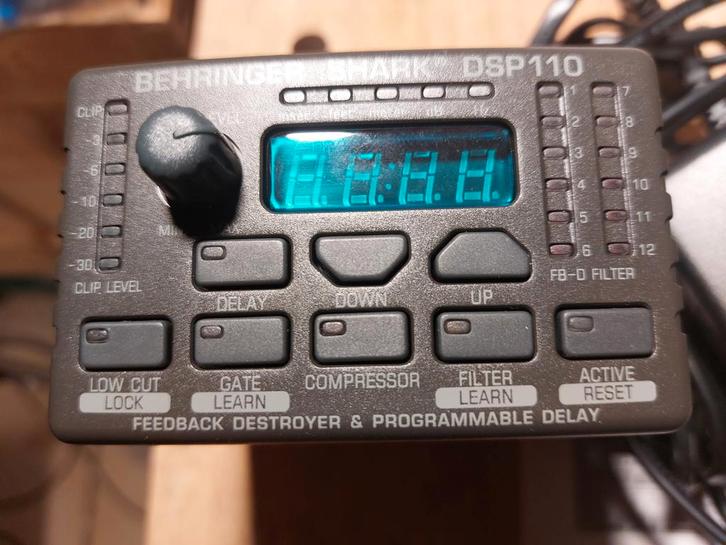 BEHRINGER SHARK DSP110
CLIP
-3
-6
-10
-20
-30
CLIP LEVEL
LEVEL
MI
1
2
3
4
5
6
7
8
9
10
11
12
FB-D FILTER
DELAY
DOWN
UP
LOW CUT
LOCK
GATE
LEARN
COMPRESSOR
FILTER
LEARN
ACTIVE
RESET
FEEDBACK DESTROYER & PROGRAMMABLE DELAY